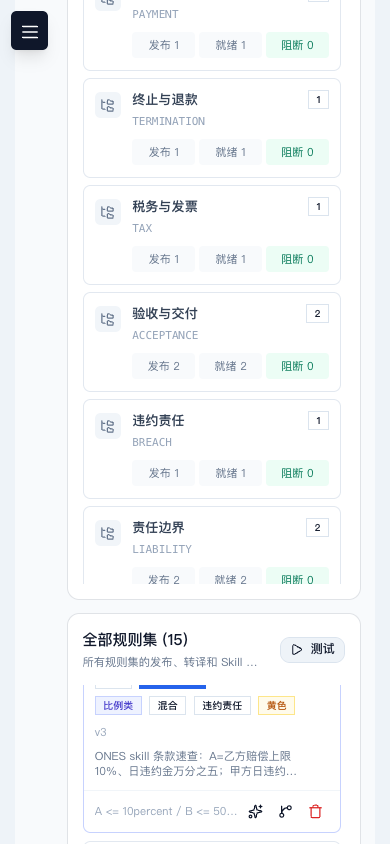 PAYMENT
发布 1
就绪 1
阻断 0
终止与退款
1
TERMINATION
发布 1
就绪 1
阻断 0
税务与发票
1
TAX
发布 1
就绪 1
阻断 0
验收与交付
2
ACCEPTANCE
发布 2
就绪 2
阻断 0
违约责任
1
BREACH
发布 1
就绪 1
阻断 0
责任边界
2
LIABILITY
发布 2
就绪 2
阻断 0
全部规则集 (15)
所有规则集的发布、转译和 Skill ...
测试
比例类
混合
违约责任
黄色
v3
ONES skill 条款速查：A=乙方赔偿上限
10%、日违约金万分之五；甲方日违约...
A <= 10percent / B <= 50...